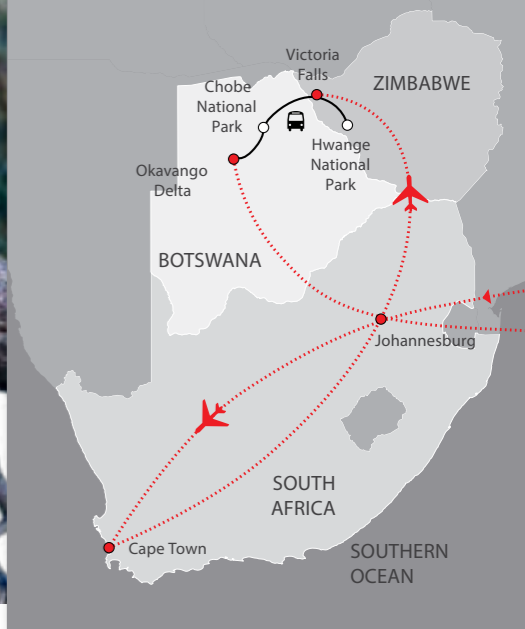 Victoria
Falls
ZIMBABWE
Chobe
National
Park
Hwange
National
Park
Okavango
Delta
BOTSWANA
Johannesburg
SOUTH
AFRICA
Cape Town
SOUTHERN
OCEAN